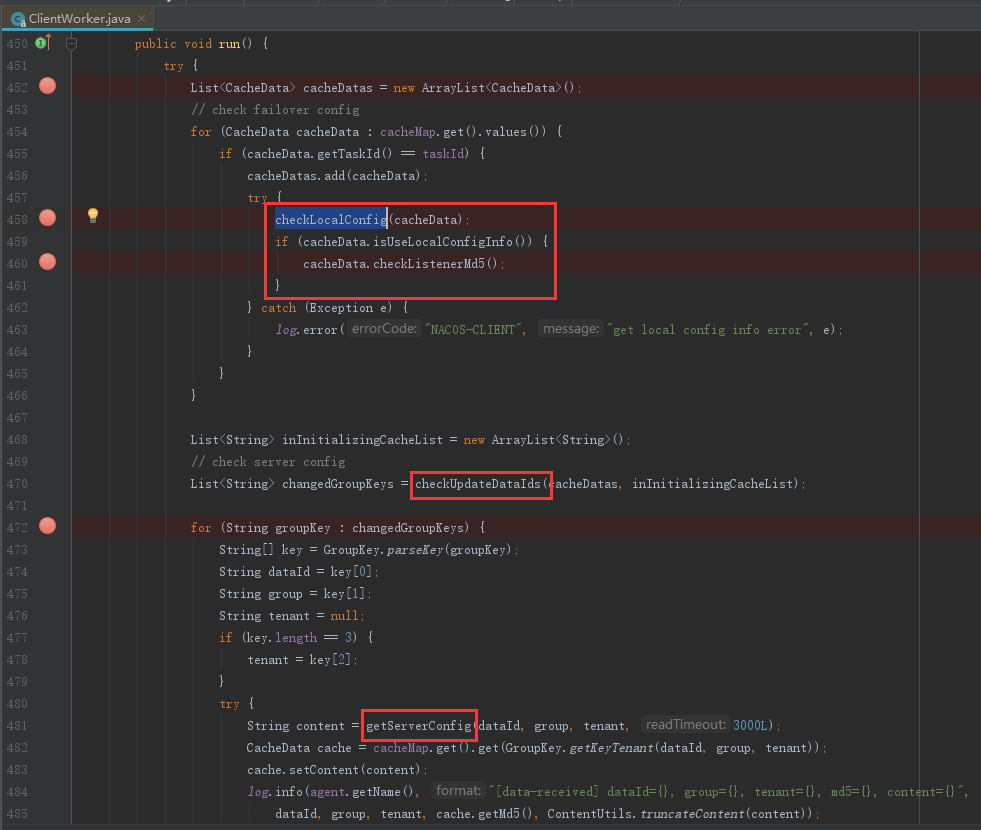 ClientWorker.java ×
450 public void run() {
451 try {
452 List<CacheData> cacheDatas = new ArrayList<CacheData>();
453 // check failover config
454 for (CacheData cacheData : cacheMap.get().values()) {
455 if (cacheData.getTaskId() == taskId) {
456 cacheDatas.add(cacheData);
457 try {
458 checkLocalConfig(cacheData);
459 if (cacheData.isUseLocalConfigInfo()) {
460 cacheData.checkListenerMd5();
461 }
462 } catch (Exception e) {
463 log.error( errorCode: "NACOS-CLIENT", message: "get local config info error", e);
464 }
465 }
466 }
467
468 List<String> inInitializingCacheList = new ArrayList<String>();
469 // check server config
470 List<String> changedGroupKeys = checkUpdateDataIds(cacheDatas, inInitializingCacheList);
471
472 for (String groupKey : changedGroupKeys) {
473 String[] key = GroupKey.parseKey(groupKey);
474 String dataId = key[0];
475 String group = key[1];
476 String tenant = null;
477 if (key.length == 3) {
478 tenant = key[2];
479 }
480 try {
481 String content = getServerConfig(dataId, group, tenant, readTimeout: 3000L);
482 CacheData cache = cacheMap.get().get(GroupKey.getKeyTenant(dataId, group, tenant));
483 cache.setContent(content);
484 log.info(agent.getName(), format: "[data-received] dataId={}, group={}, tenant={}, md5={}, content={}",
485 dataId, group, tenant, cache.getMd5(), ContentUtils.truncateContent(content));